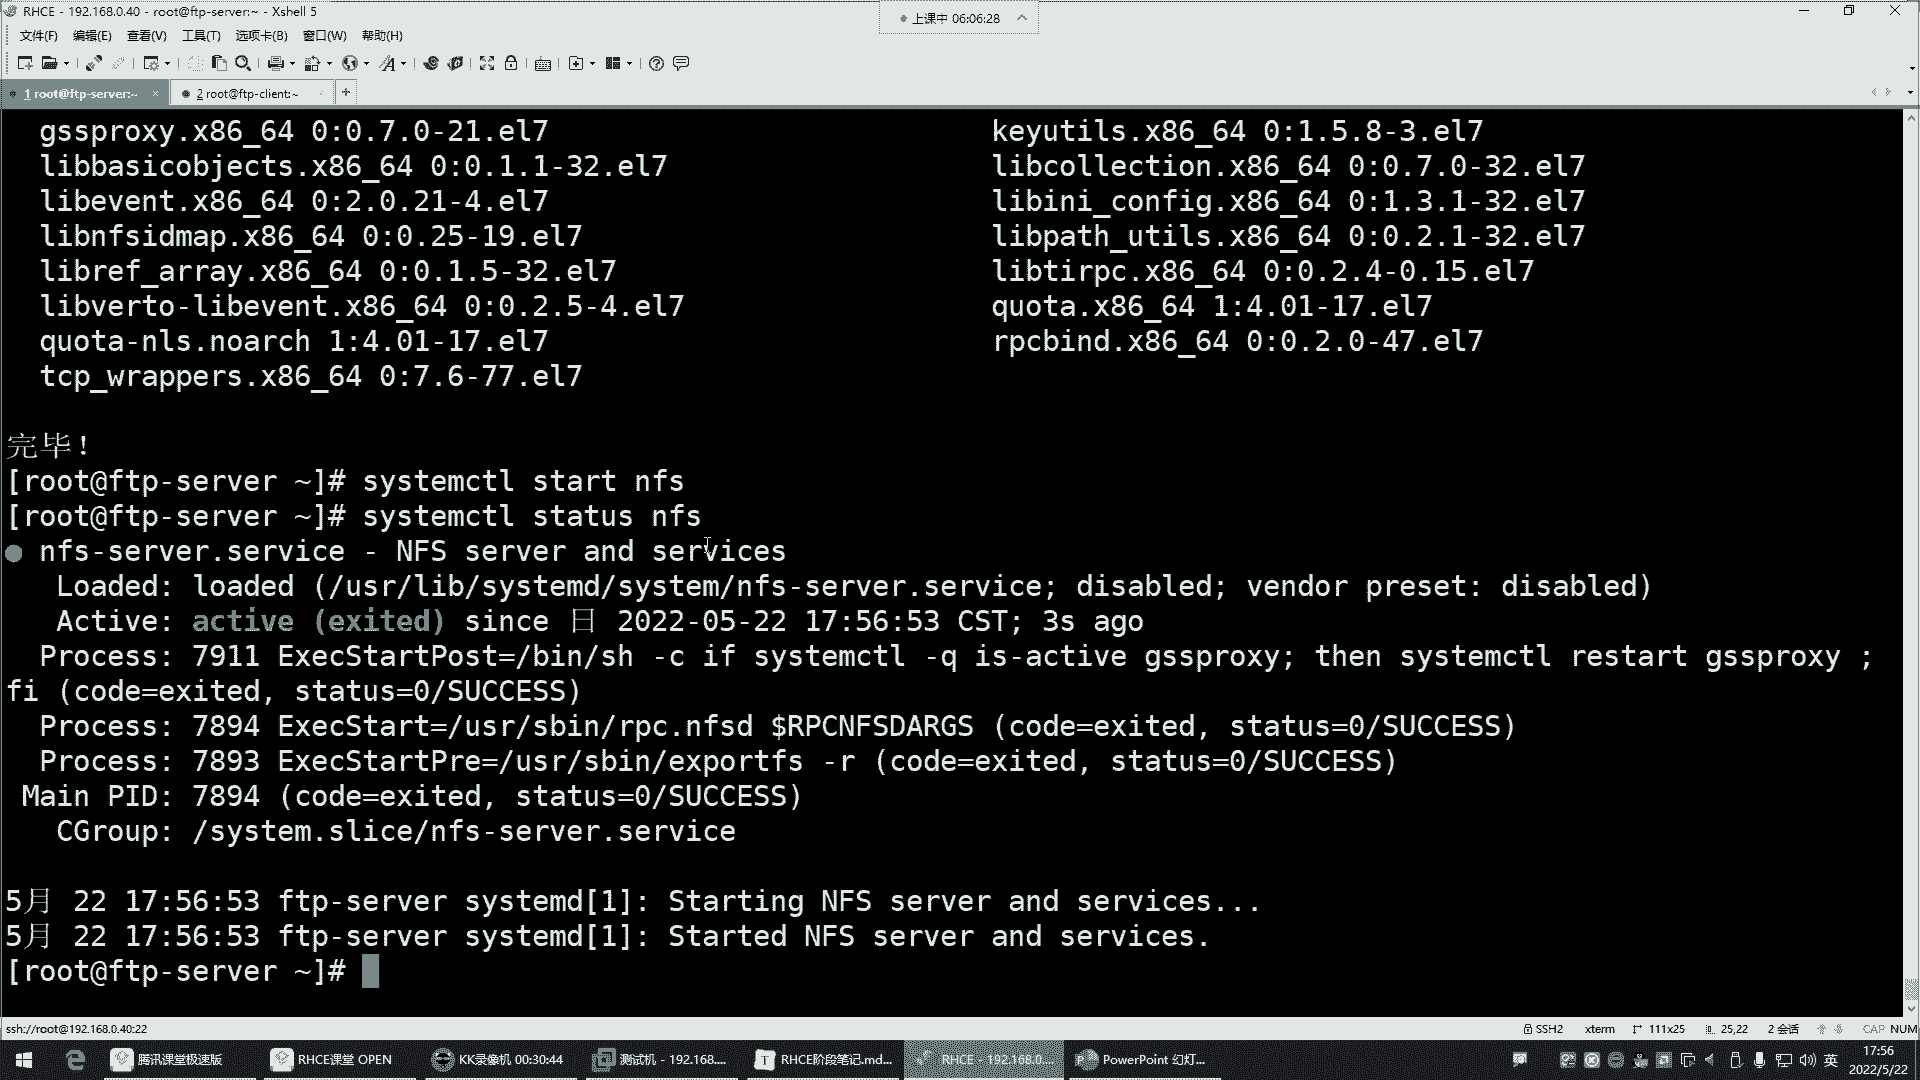 RHCE - 192.168.0.40 - root@ftp-server:~ - Xshell 5
上课中 06:06:28
文件(F) 编辑(E) 查看(V) 工具(T) 选项卡(B) 窗口(W) 帮助(H)
1 root@ftp-server:~ × 2 root@ftp-client:~ +
gssproxy.x86_64 0:0.7.0-21.el7 keyutils.x86_64 0:1.5.8-3.el7
libbasicobjects.x86_64 0:0.1.1-32.el7 libcollection.x86_64 0:0.7.0-32.el7
libevent.x86_64 0:2.0.21-4.el7 libini_config.x86_64 0:1.3.1-32.el7
libnfsidmap.x86_64 0:0.25-19.el7 libpath_utils.x86_64 0:0.2.1-32.el7
libref_array.x86_64 0:0.1.5-32.el7 libtirpc.x86_64 0:0.2.4-0.15.el7
libverto-libevent.x86_64 0:0.2.5-4.el7 quota.x86_64 1:4.01-17.el7
quota-nls.noarch 1:4.01-17.el7 rpcbind.x86_64 0:0.2.0-47.el7
tcp_wrappers.x86_64 0:7.6-77.el7
完毕!
[root@ftp-server ~]# systemctl start nfs
[root@ftp-server ~]# systemctl status nfs
● nfs-server.service - NFS server and services
Loaded: loaded (/usr/lib/systemd/system/nfs-server.service; disabled; vendor preset: disabled)
Active: active (exited) since 日 2022-05-22 17:56:53 CST; 3s ago
Process: 7911 ExecStartPost=/bin/sh -c if systemctl -q is-active gssproxy; then systemctl restart gssproxy ;
fi (code=exited, status=0/SUCCESS)
Process: 7894 ExecStart=/usr/sbin/rpc.nfsd $RPCNFSDARGS (code=exited, status=0/SUCCESS)
Process: 7893 ExecStartPre=/usr/sbin/exportfs -r (code=exited, status=0/SUCCESS)
Main PID: 7894 (code=exited, status=0/SUCCESS)
CGroup: /system.slice/nfs-server.service
5月 22 17:56:53 ftp-server systemd[1]: Starting NFS server and services...
5月 22 17:56:53 ftp-server systemd[1]: Started NFS server and services.
[root@ftp-server ~]#
ssh://root@192.168.0.40:22 SSH2 xterm 111x25 25,22 2 会话 CAP NUM
腾讯课堂极速版 RHCE课堂 OPEN KK录像机 00:30:44 测试机 - 192.168.... RHCE阶段笔记.md... RHCE - 192.168.0.... PowerPoint 幻灯... 英 17:56
2022/5/22